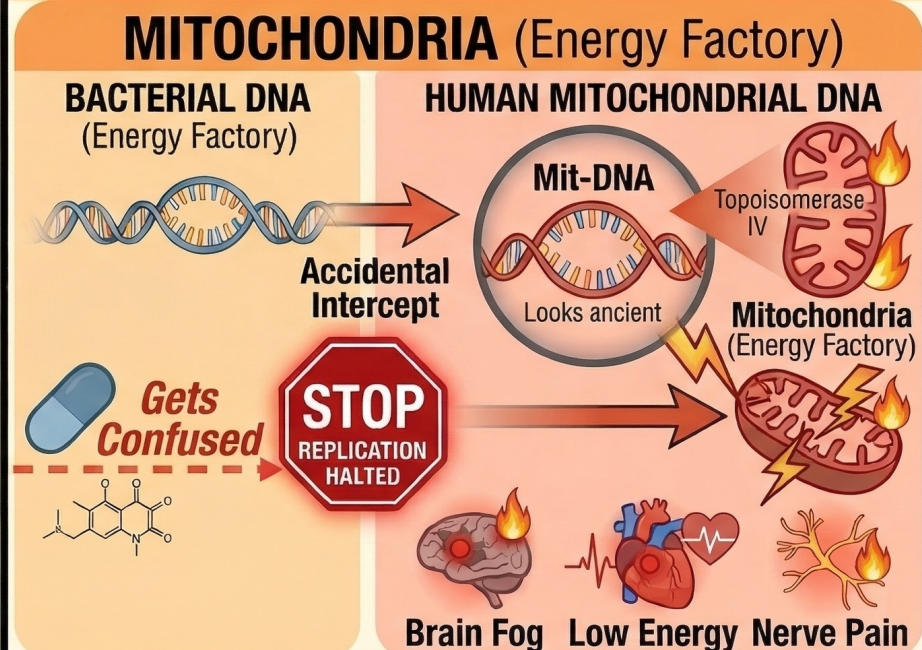 MITOCHONDRIA (Energy Factory)
BACTERIAL DNA
(Energy Factory)
HUMAN MITOCHONDRIAL DNA
Mit-DNA
Looks ancient
Topoisomerase
IV
Accidental
Intercept
Mitochondria
(Energy Factory)
Gets
Confused
STOP
REPLICATION
HALTED
O
O
O
O
N
N
Brain Fog
Low Energy
Nerve Pain